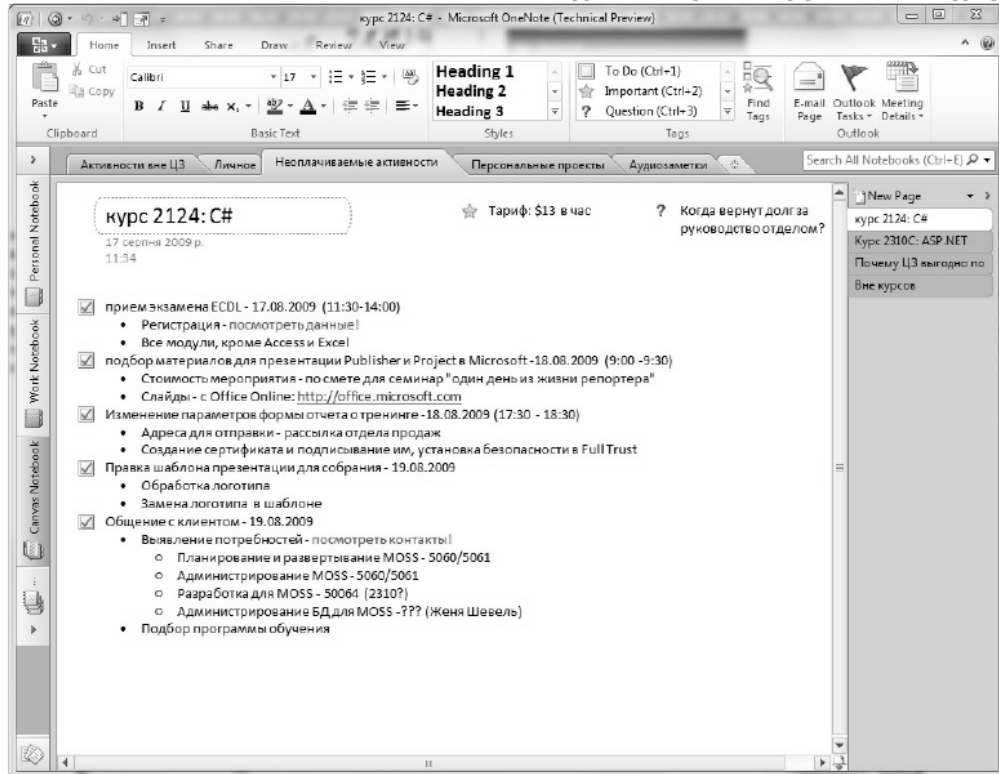 курс 2124: C# - Microsoft OneNote (Technical Preview)
Home Insert Share Draw Review View
Cut
Copy
Paste
Clipboard
Calibri 17
B I U abc
Basic Text
Heading 1
Heading 2
Heading 3
Styles
To Do (Ctrl+1)
Important (Ctrl+2)
? Question (Ctrl+3)
Find
Tags
Tags
E-mail
Page
Outlook
Tasks
Meeting
Details
Outlook
Активности вне ЦЗ Личное Неоплачиваемые активности Персональные проекты Аудиозаметки
Search All Notebooks (Ctrl+E)
Personal Notebook
Work Notebook
Canvas Notebook
курс 2124: C#
17 серпня 2009 р.
11:34
Тариф: $13 в час
? Когда вернут долг за
руководство отделом?
прием экзамена ECDL - 17.08.2009 (11:30-14:00)
• Регистрация - посмотреть данные!
• Все модули, кроме Access и Excel
подбор материалов для презентации Publisher и Project в Microsoft -18.08.2009 (9:00 -9:30)
• Стоимость мероприятия - по смете для семинар "один день из жизни репортера"
• Слайды - с Office Online: http://office.microsoft.com
Изменение параметров формы отчета о тренинге -18.08.2009 (17:30 - 18:30)
• Адреса для отправки - рассылка отдела продаж
• Создание сертификата и подписывание им, установка безопасности в Full Trust
Правка шаблона презентации для собрания - 19.08.2009
• Обработка логотипа
• Замена логотипа в шаблоне
Общение с клиентом - 19.08.2009
• Выявление потребностей - посмотреть контакты!
○ Планирование и развертывание MOSS - 5060/5061
○ Администрирование MOSS - 5060/5061
○ Разработка для MOSS - 50064 (2310?)
○ Администрирование БД для MOSS -??? (Женя Шевель)
• Подбор программы обучения
New Page
курс 2124: C#
Курс 2310С: ASP.NET
Почему ЦЗ выгодно по
Вне курсов